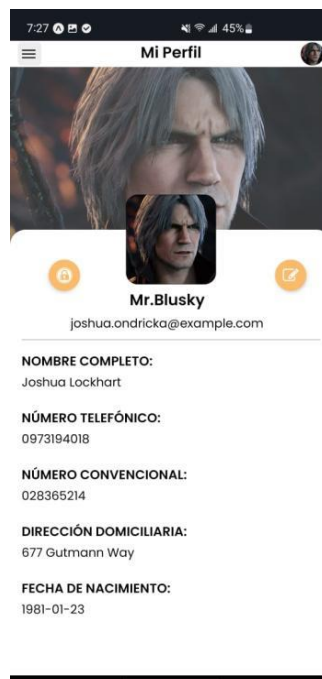 7:27
45%
Mi Perfil
Mr.Blusky
joshua.ondricka@example.com
NOMBRE COMPLETO:
Joshua Lockhart
NÚMERO TELEFÓNICO:
0973194018
NÚMERO CONVENCIONAL:
028365214
DIRECCIÓN DOMICILIARIA:
677 Gutmann Way
FECHA DE NACIMIENTO:
1981-01-23